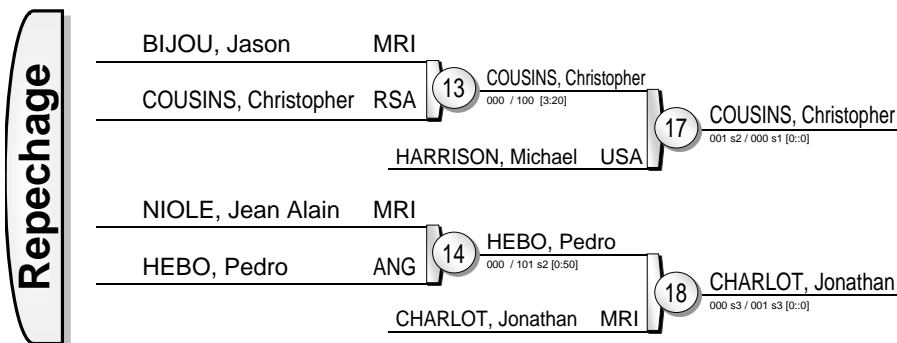 Repechage
BIJOU, Jason MRI
COUSINS, Christopher RSA
13
COUSINS, Christopher
000 / 100 [3:20]
HARRISON, Michael USA
17
COUSINS, Christopher
001 s2 / 000 s1 [0::0]
NIOLE, Jean Alain MRI
HEBO, Pedro ANG
14
HEBO, Pedro
000 / 101 s2 [0:50]
CHARLOT, Jonathan MRI
18
CHARLOT, Jonathan
000 s3 / 001 s3 [0::0]